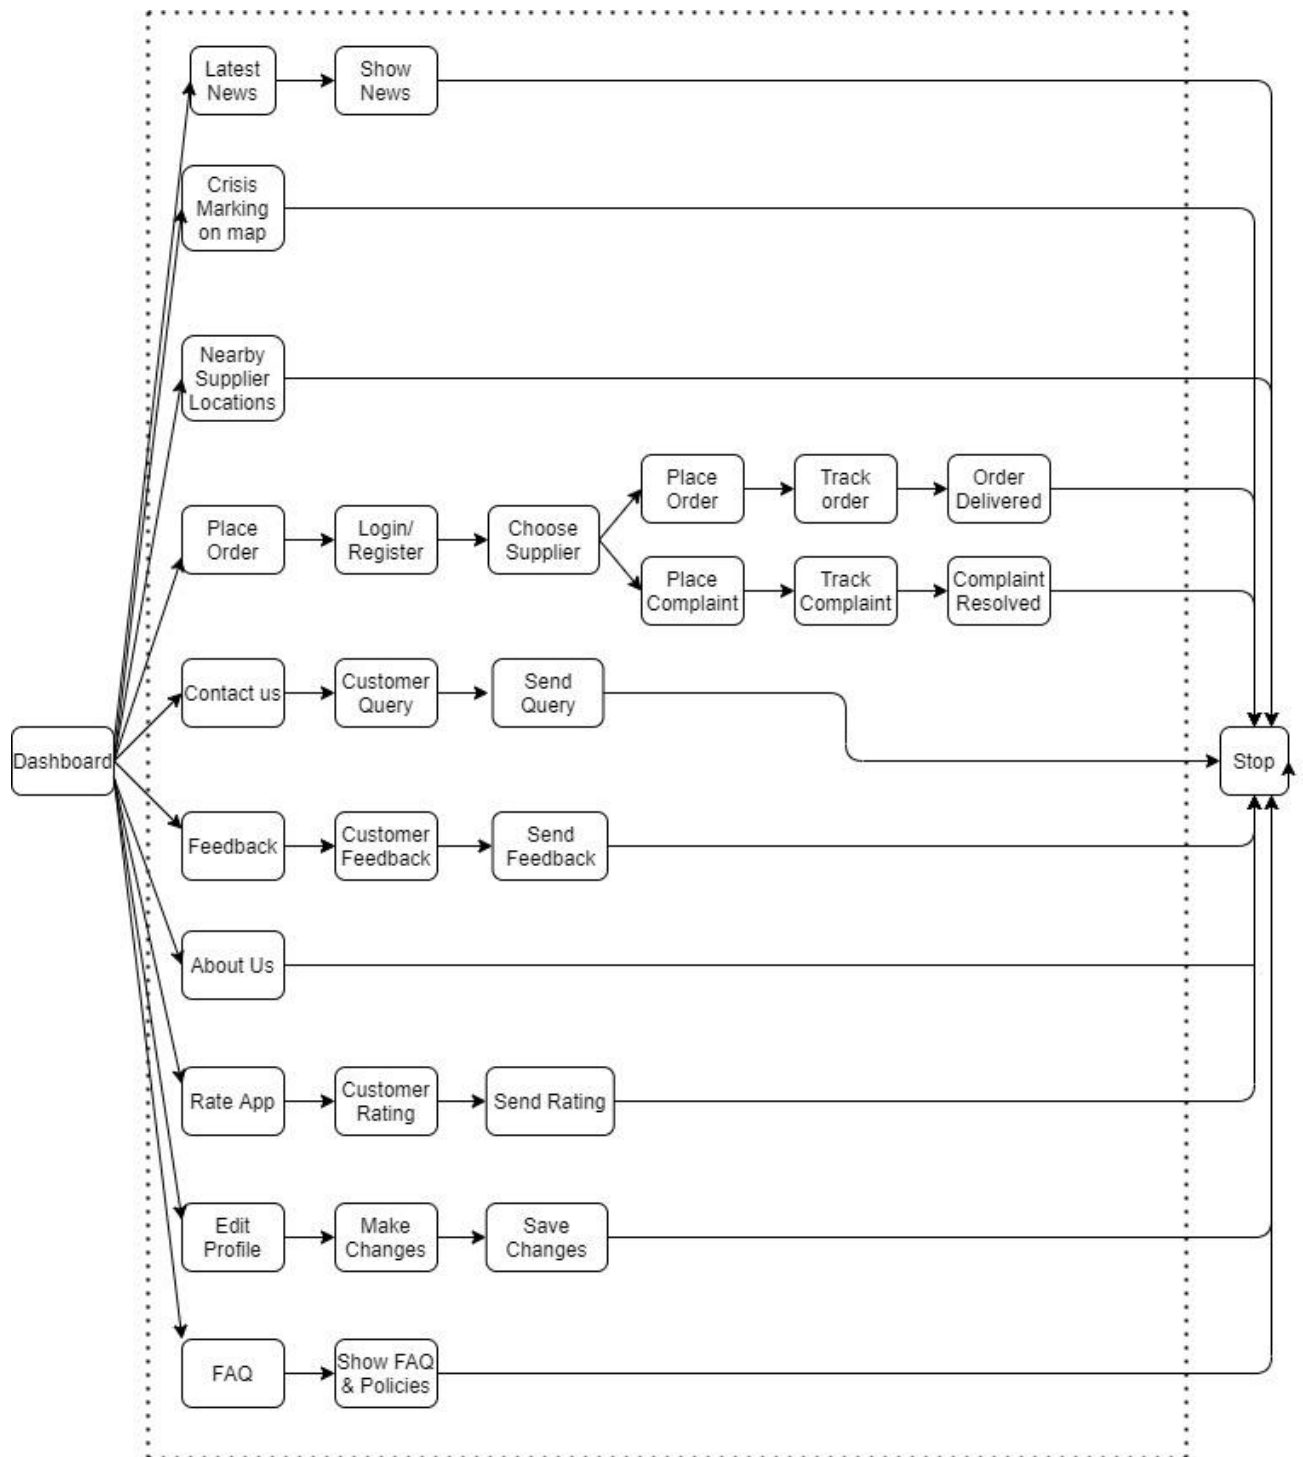 Latest
News
Show
News
Crisis
Marking
on map
Nearby
Supplier
Locations
Place
Order
Login/
Register
Choose
Supplier
Place
Order
Track
order
Order
Delivered
Place
Complaint
Track
Complaint
Complaint
Resolved
Contact us
Customer
Query
Send
Query
Dashboard
Stop
Feedback
Customer
Feedback
Send
Feedback
About Us
Rate App
Customer
Rating
Send Rating
Edit
Profile
Make
Changes
Save
Changes
FAQ
Show FAQ
& Policies